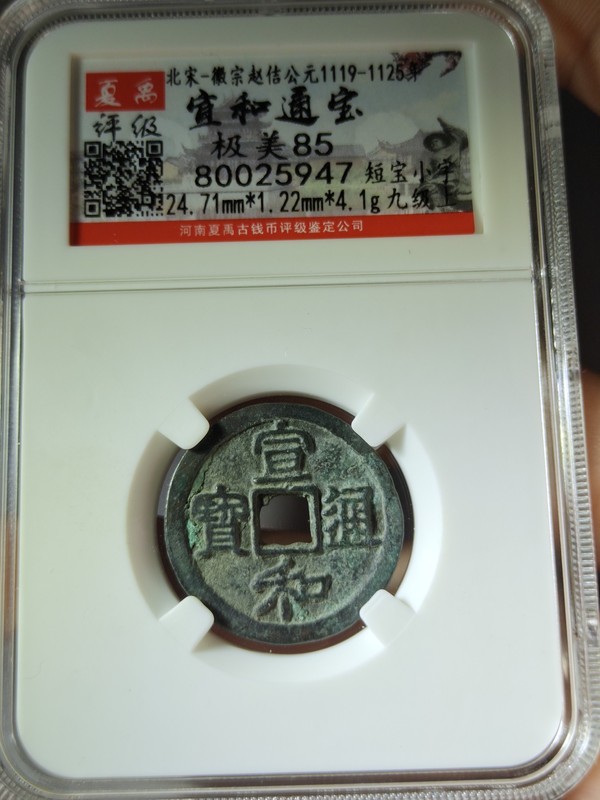 夏禹
评级
北宋-徽宗赵佶公元1119-1125年
宣和通宝
极美85
80025947 短宝小字
24.71mm*1.22mm*4.1g 九级上
河南夏禹古钱币评级鉴定公司
宣和通寳